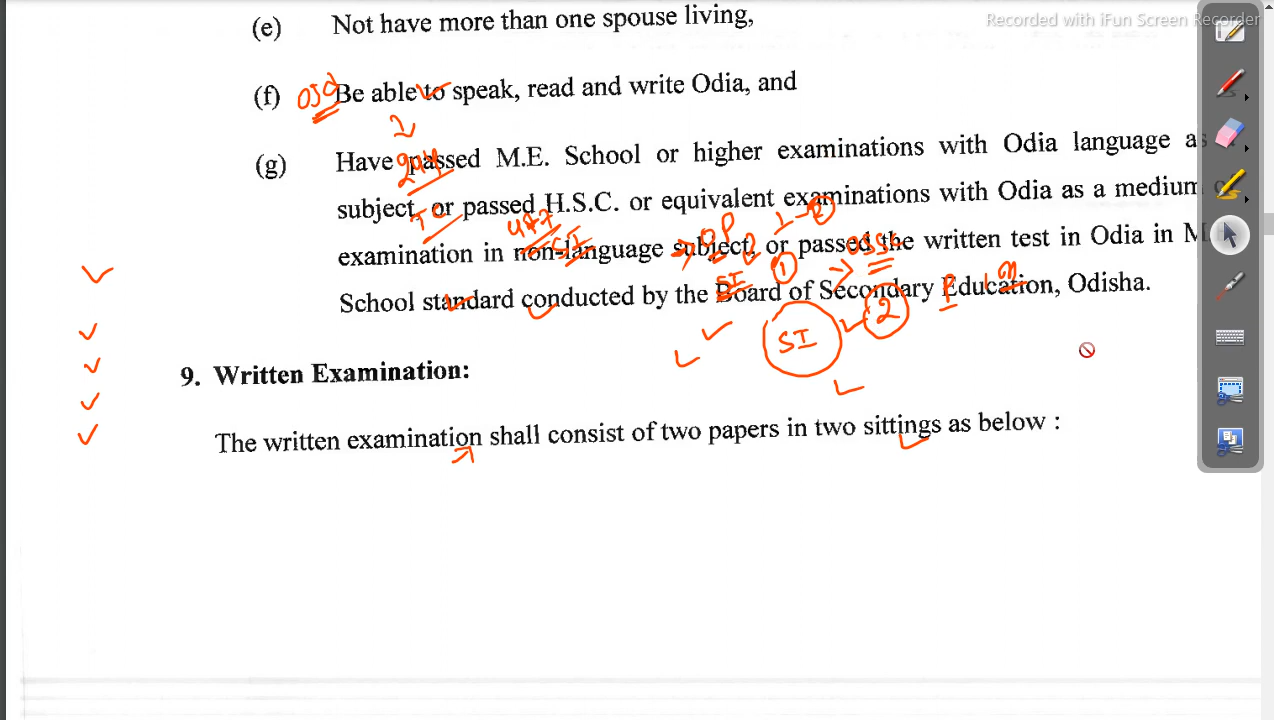 Recorded with iFun Screen Recorder
(e) Not have more than one spouse living,
(f) Be able to speak, read and write Odia, and
(g) Have passed M.E. School or higher examinations with Odia language as
subject, or passed H.S.C. or equivalent examinations with Odia as a medium
examination in non-language subject, or passed the written test in Odia in M
School standard conducted by the Board of Secondary Education, Odisha.
SI 2
9. Written Examination:
The written examination shall consist of two papers in two sittings as below :